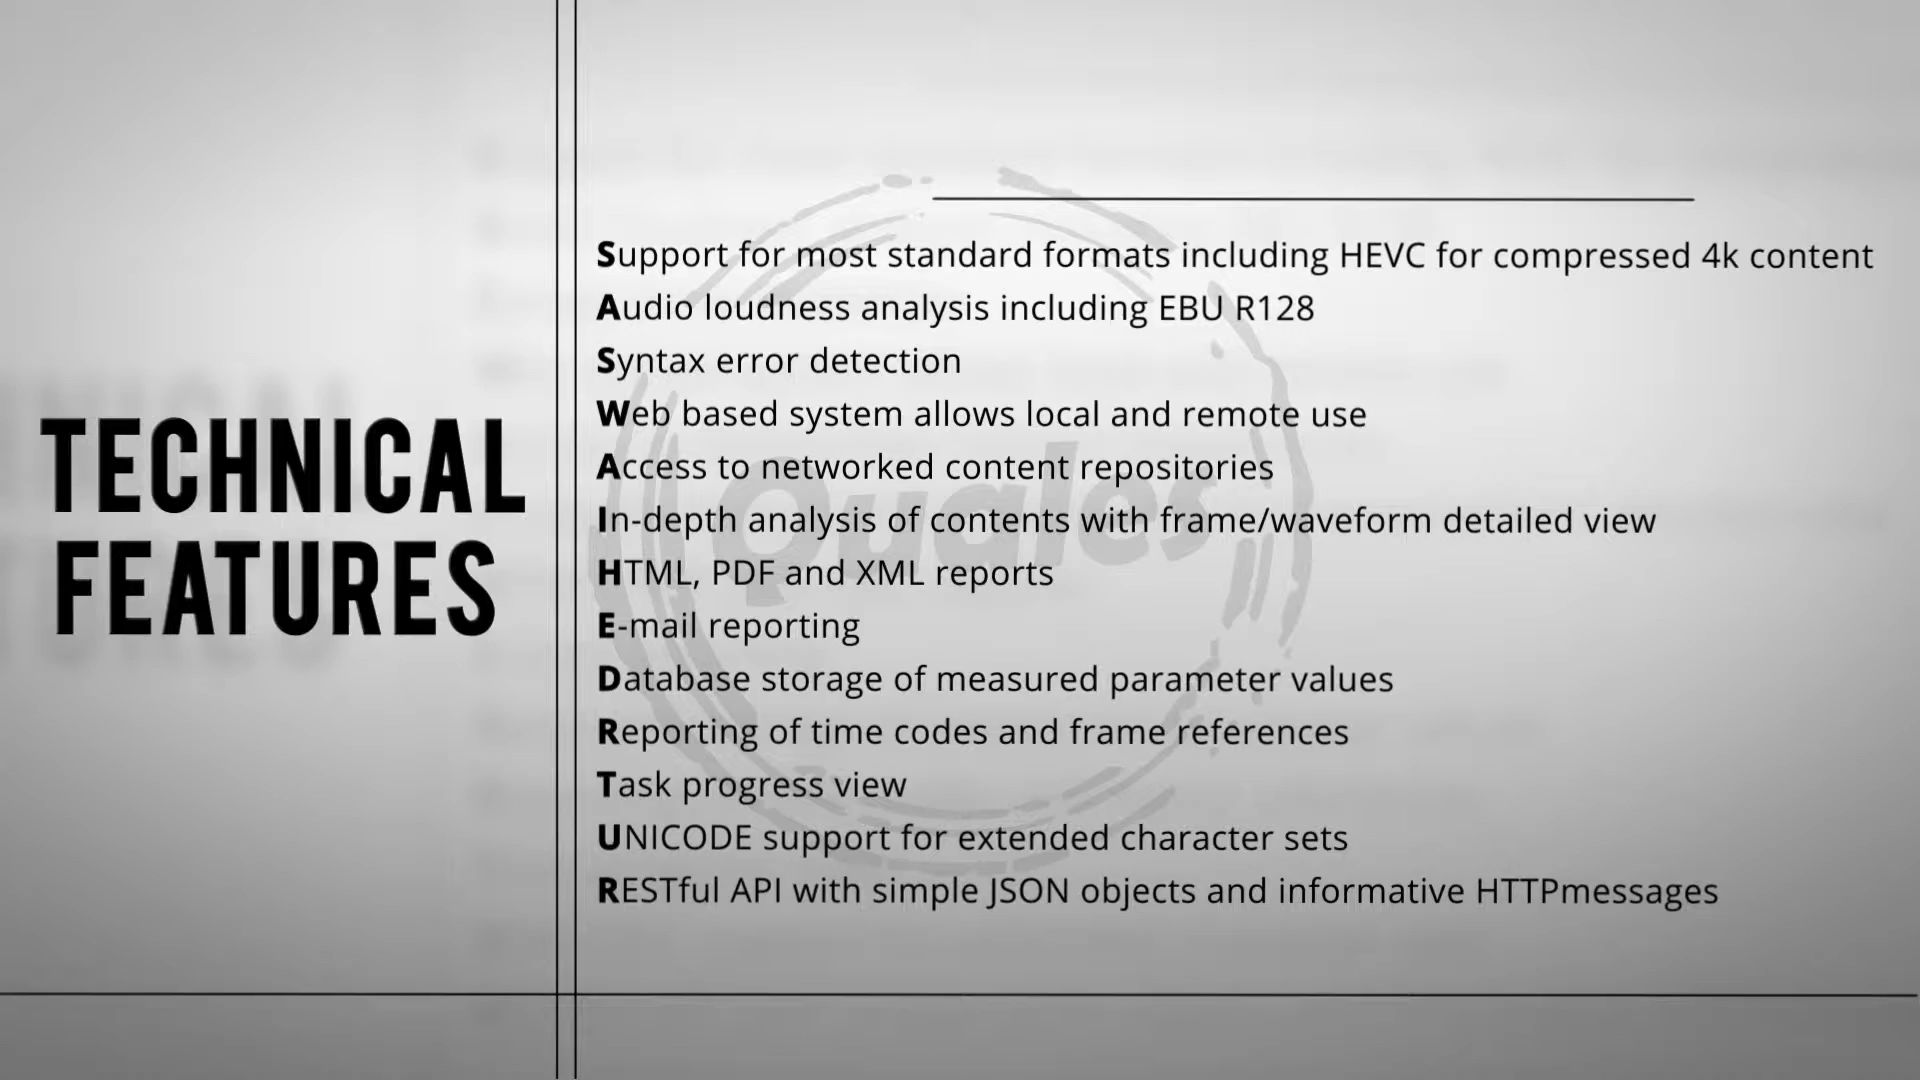 TECHNICAL
FEATURES
Support for most standard formats including HEVC for compressed 4k content
Audio loudness analysis including EBU R128
Syntax error detection
Web based system allows local and remote use
Access to networked content repositories
In-depth analysis of contents with frame/waveform detailed view
HTML, PDF and XML reports
E-mail reporting
Database storage of measured parameter values
Reporting of time codes and frame references
Task progress view
UNICODE support for extended character sets
RESTful API with simple JSON objects and informative HTTPmessages
Quales